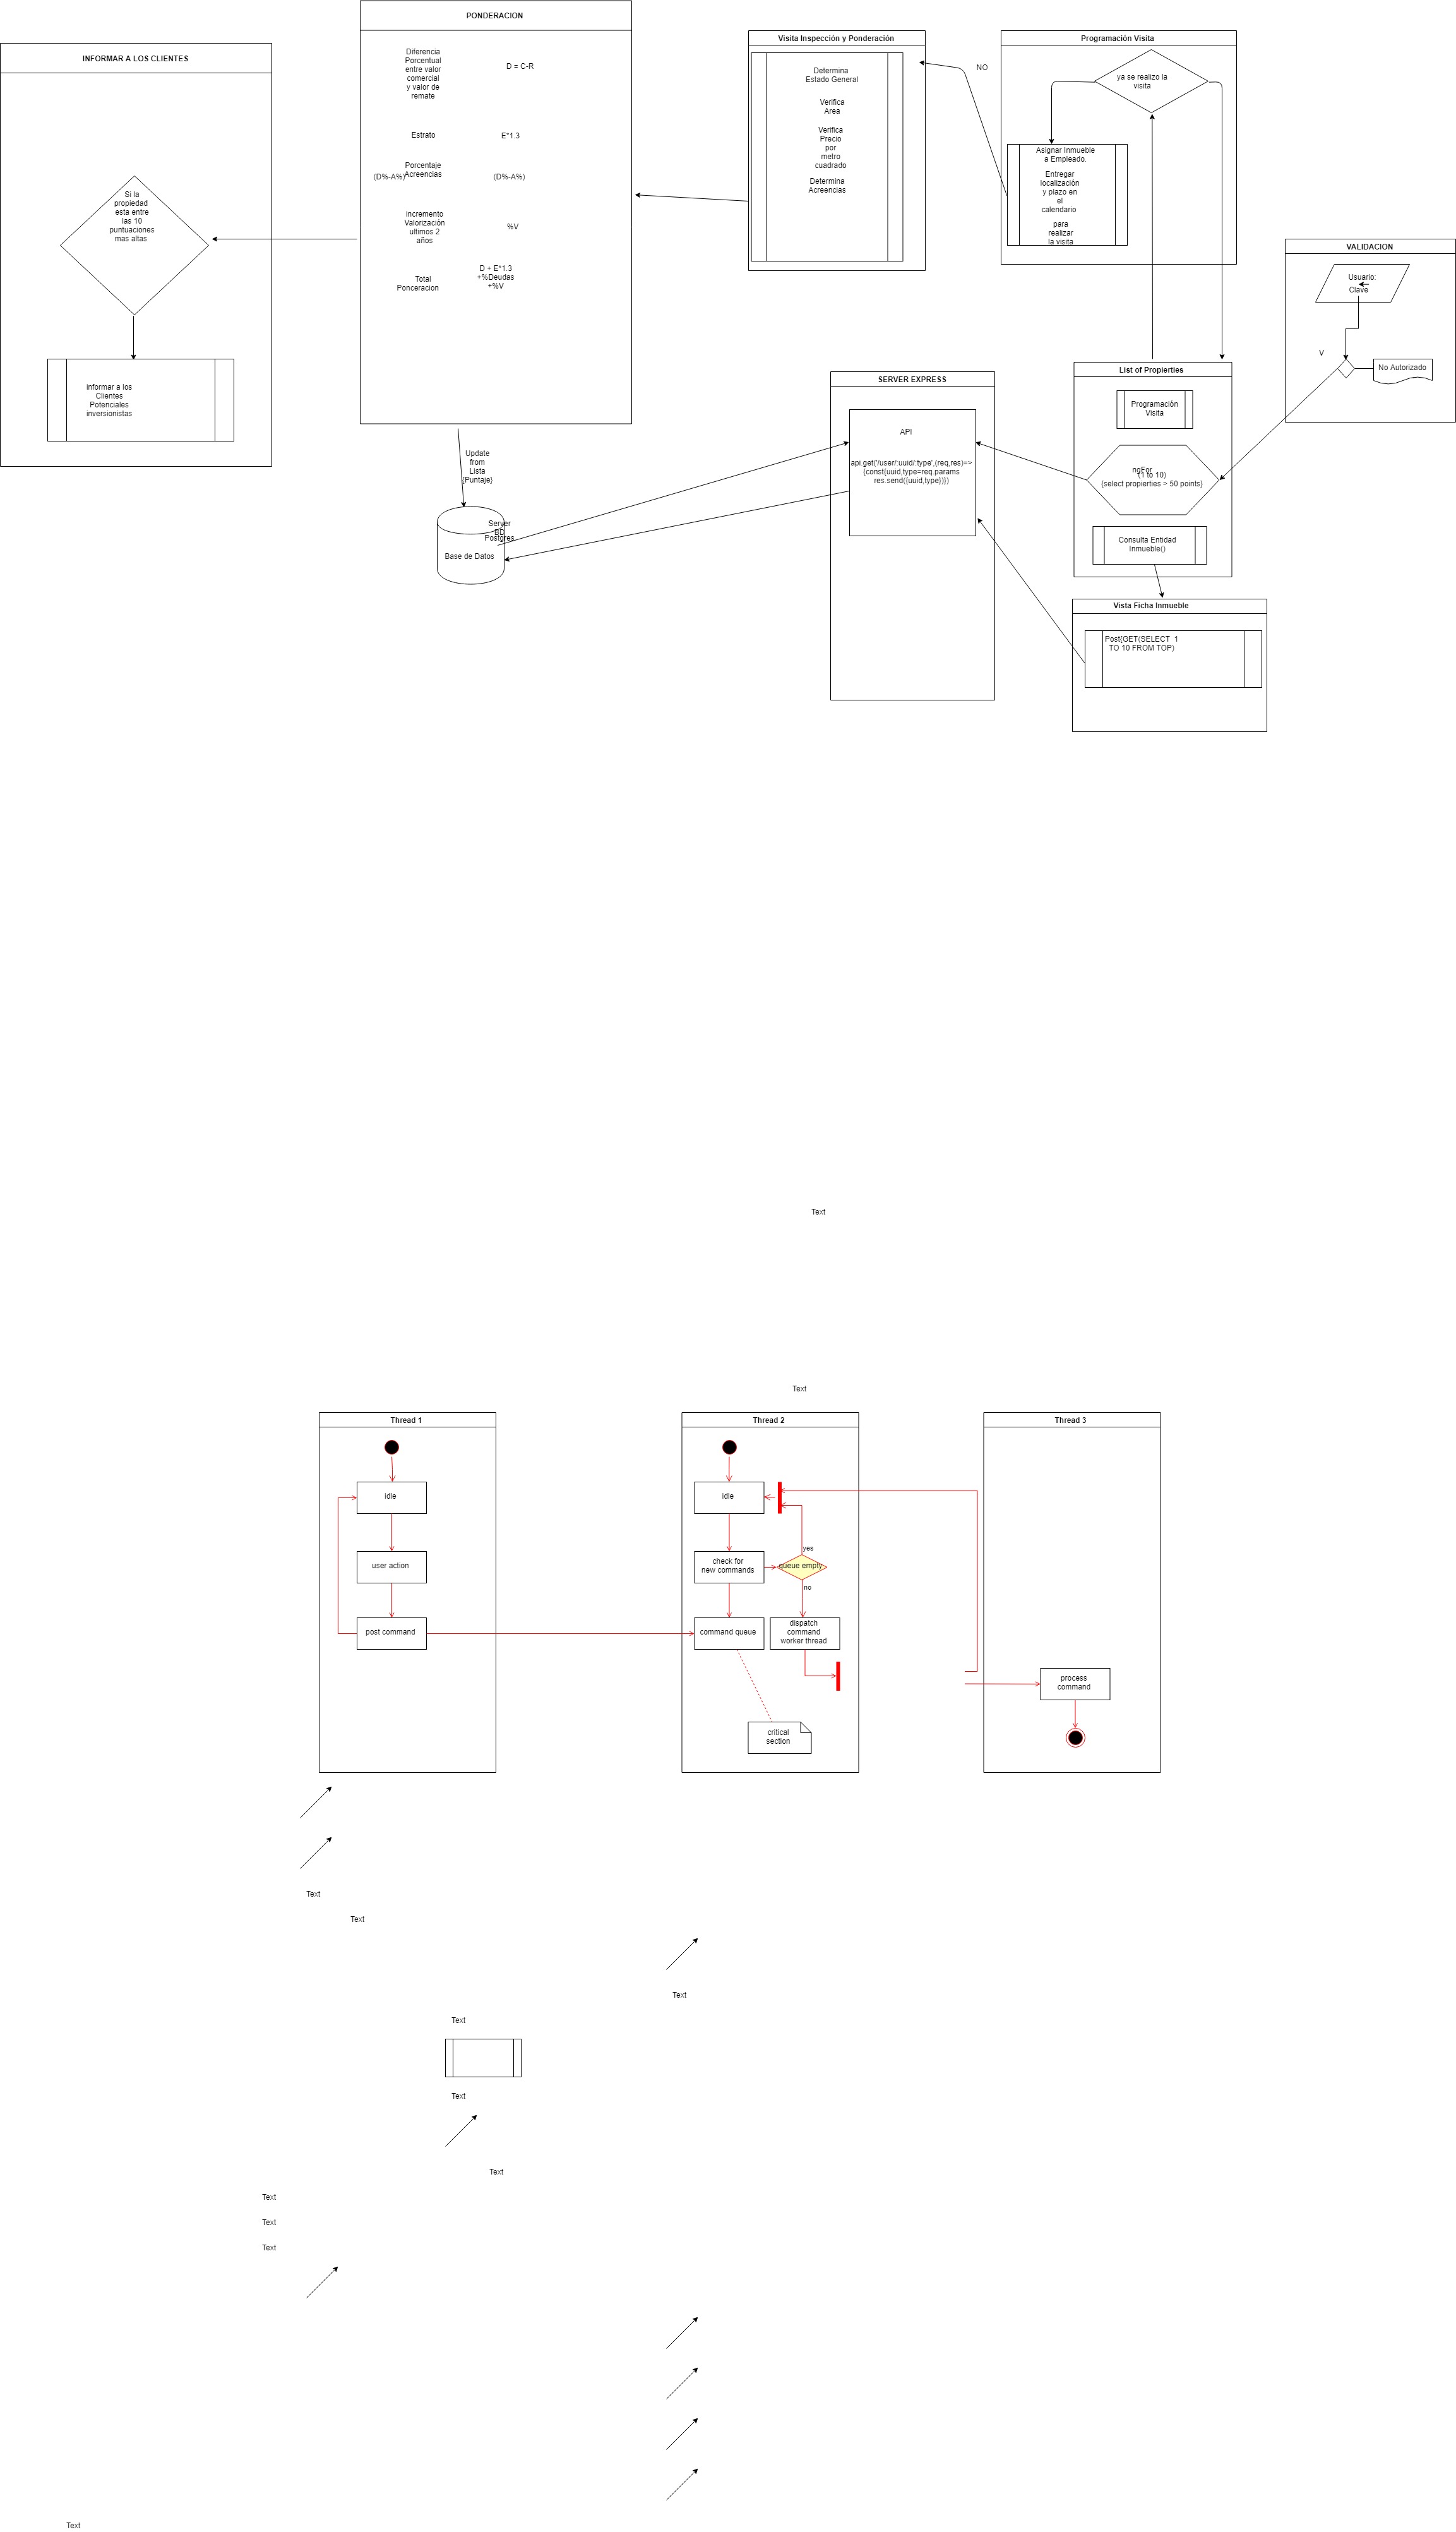 INFORMAR A LOS CLIENTES
Si la
propiedad
esta entre
las 10
puntuaciones
mas altas
informar a los
Clientes
Potenciales
inversionistas
PONDERACION
Diferencia
Porcentual
entre valor
comercial
y valor de
remate
D = C-R
Estrato
E*1.3
Porcentaje
Acreencias
(D%-A%)
(D%-A%)
incremento
Valorización
ultimos 2
años
%V
Total
Ponceracion
D + E*1.3
+%Deudas
+%V
Update
from
Lista
{Puntaje}
Server
BD
Postgres
Base de Datos
Visita Inspección y Ponderación
Determina
Estado General
Verifica
Area
Verifica
Precio
por
metro
cuadrado
Determina
Acreencias
NO
Programación Visita
ya se realizo la
visita
Asignar Inmueble
a Empleado.
Entregar
localización
y plazo en
el
calendario
para
realizar
la visita
VALIDACION
Usuario:
Clave
V
No Autorizado
SERVER EXPRESS
API
api.get('/user/:uuid/:type',(req,res)=>
{const{uuid,type=req.params
res.send({uuid,type})})
List of Propierties
Programación
Visita
ngFor
(1 to 10)
(select propierties > 50 points)
Consulta Entidad
Inmueble()
Vista Ficha Inmueble
Post{GET(SELECT 1
TO 10 FROM TOP)
Text
Text
Thread 1
idle
user action
post command
Thread 2
idle
check for
new commands
yes
queue empty
no
command queue
dispatch
command
worker thread
critical
section
Thread 3
process
command
Text
Text
Text
Text
Text
Text
Text
Text
Text
Text